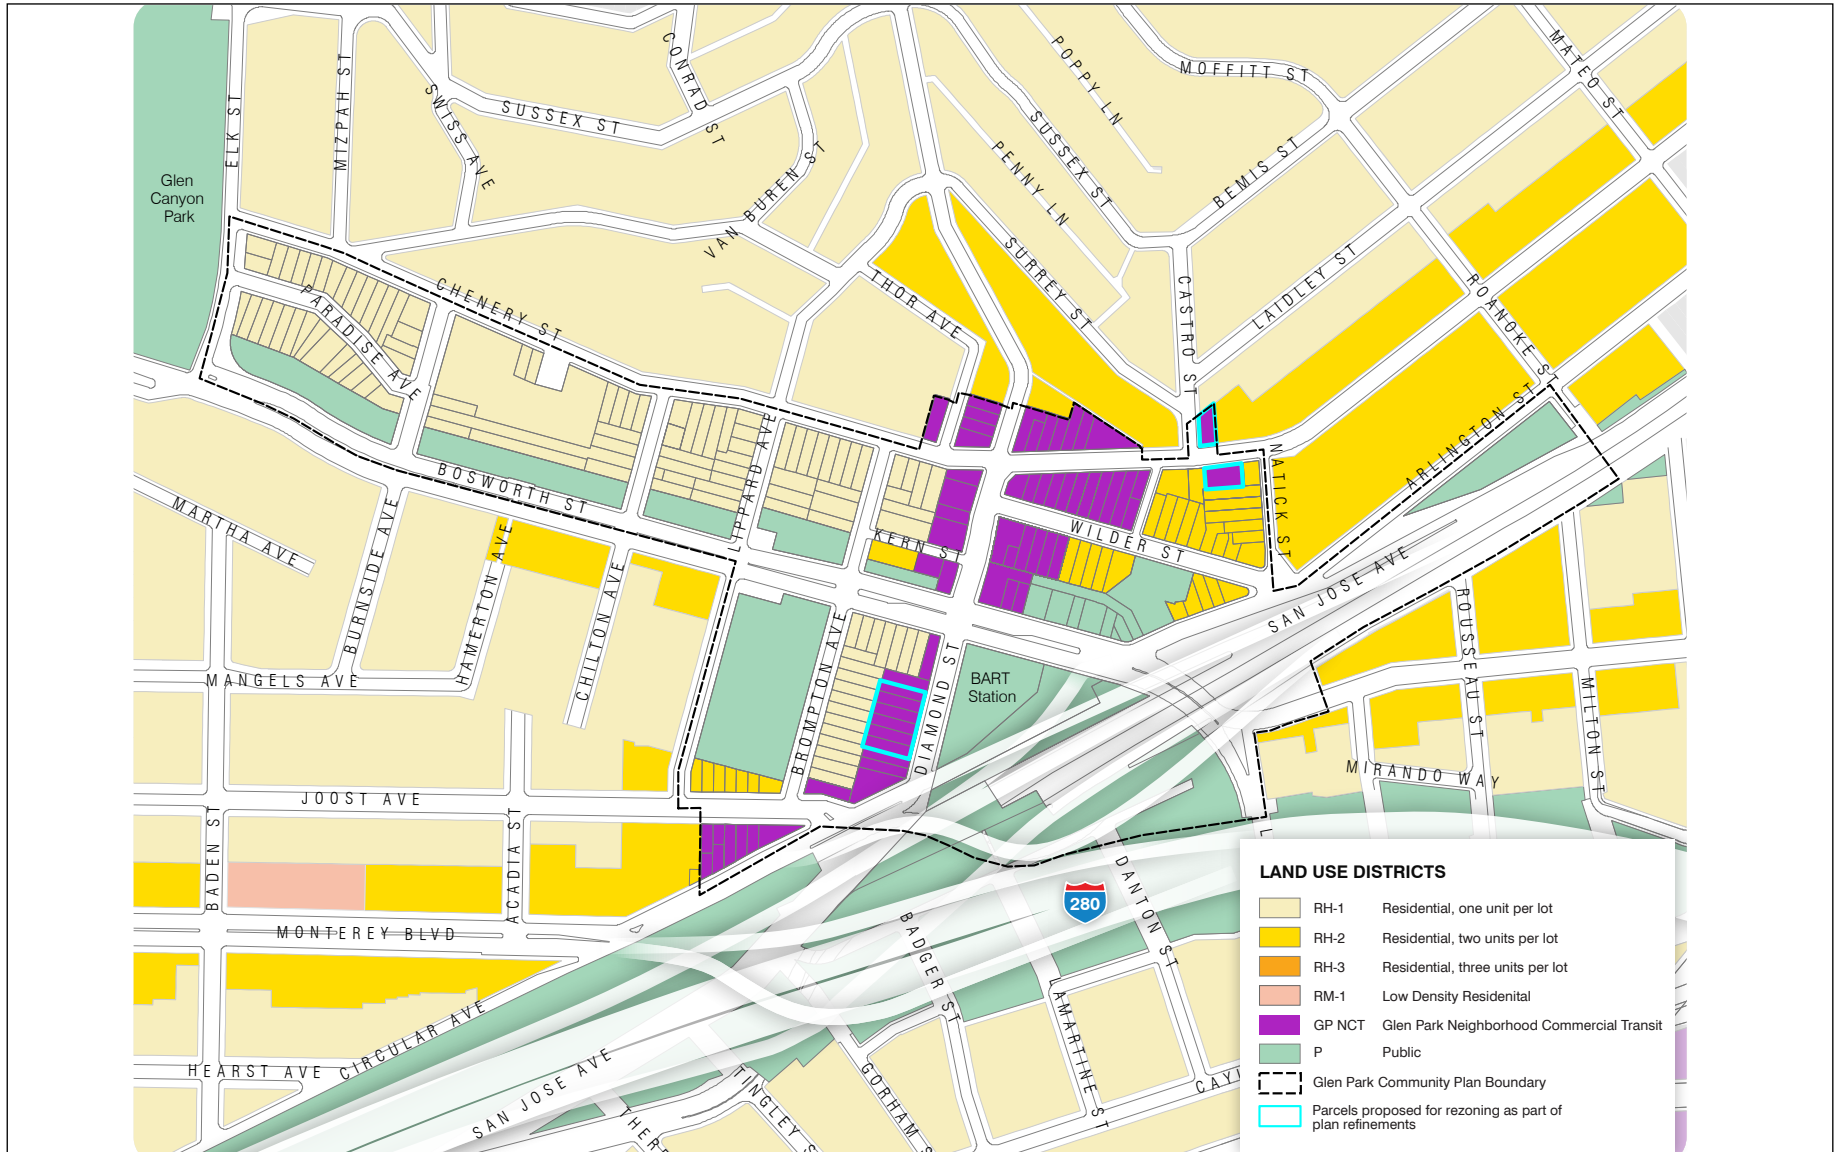 Glen
Canyon
Park
ELK ST
MIZPAH ST
SWISS AVE
SUSSEX ST
CONRAD ST
VAN BUREN ST
POPPY LN
PENNY LN
SUSSEX ST
MOFFITT ST
MATEO ST
BEMIS ST
LAIDLEY ST
CASTRO ST
ROANOKE ST
SURREY ST
THOR AVE
CHENERY ST
PARADISE AVE
BOSWORTH ST
LIPPARD AVE
KERN S
WILDER ST
MATICK ST
ARLINGTON ST
SAN JOSE AVE
MARTHA AVE
BURNSIDE AVE
HAMERTON AVE
CHILTON AVE
MANGELS AVE
BROMPTON AVE
DIAMOND ST
BART
Station
ROUSSEAU ST
MILTON ST
MIRANDO WAY
JOOST AVE
BADEN ST
ACADIA ST
MONTEREY BLVD
HEARST AVE
CIRCULAR AVE
SAN JOSE AVE
THER
TINGLEY S
GORHAM S
BADGER ST
LAMARTINE ST
DANTON ST
280
L
CAYU
LAND USE DISTRICTS
RH-1 Residential, one unit per lot
RH-2 Residential, two units per lot
RH-3 Residential, three units per lot
RM-1 Low Density Residenital
GP NCT Glen Park Neighborhood Commercial Transit
P Public
Glen Park Community Plan Boundary
Parcels proposed for rezoning as part of
plan refinements